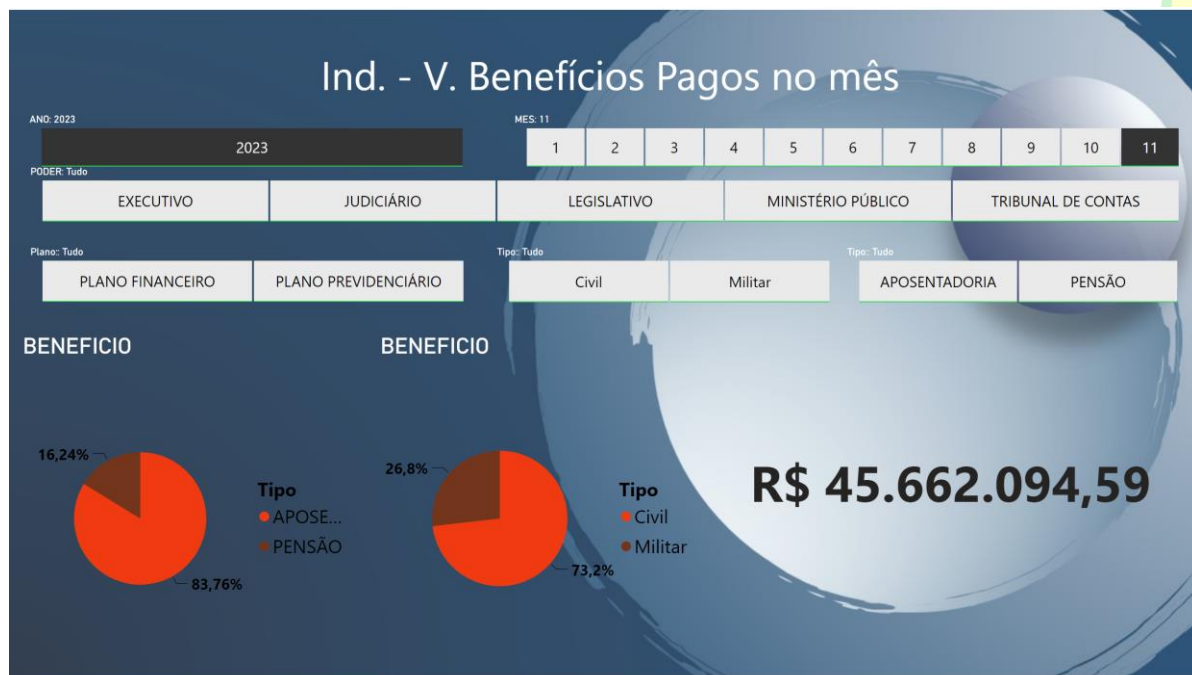 Ind. - V. Benefícios Pagos no mês
ANO: 2023
MES: 11
2023
1 2 3 4 5 6 7 8 9 10 11
PODER: Tudo
EXECUTIVO JUDICIÁRIO LEGISLATIVO MINISTÉRIO PÚBLICO TRIBUNAL DE CONTAS
Plano:: Tudo
Tipo: Tudo
Tipo: Tudo
PLANO FINANCEIRO PLANO PREVIDENCIÁRIO Civil Militar APOSENTADORIA PENSÃO
BENEFICIO
BENEFICIO
16,24%
83,76%
Tipo
APOSE...
PENSÃO
26,8%
73,2%
Tipo
Civil
Militar
R$ 45.662.094,59